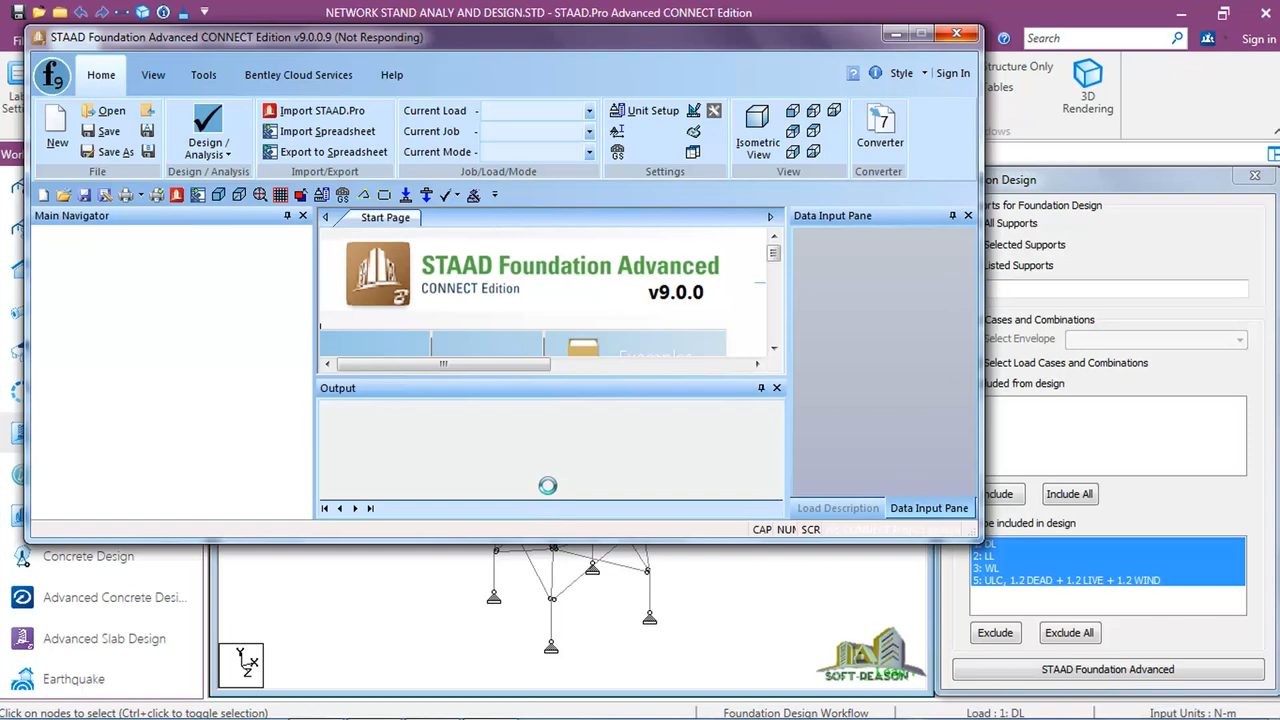 NETWORK STAND ANALY AND DESIGN.STD - STAAD.Pro Advanced CONNECT Edition
STAAD Foundation Advanced CONNECT Edition v9.0.0.9 (Not Responding)
Search
Sign in
Home
View
Tools
Bentley Cloud Services
Help
Style
Sign In
New
Open
Save
Save As
File
Design / Analysis
Design / Analysis
Import STAAD.Pro
Import Spreadsheet
Export to Spreadsheet
Import/Export
Current Load -
Current Job -
Current Mode -
Job/Load/Mode
Unit Setup
Settings
Isometric View
View
7
Converter
Converter
Structure Only
3D Rendering
Main Navigator
Start Page
Data Input Pane
STAAD Foundation Advanced
CONNECT Edition
v9.0.0
Examples
Output
Load Description
Data Input Pane
CAP NUM SCR
on Design
orts for Foundation Design
All Supports
Selected Supports
Listed Supports
Cases and Combinations
Select Envelope
Select Load Cases and Combinations
Include All
be included in design
2: LL
3: WL
5: ULC, 1.2 DEAD + 1.2 LIVE + 1.2 WIND
Exclude
Exclude All
STAAD Foundation Advanced
Concrete Design
Advanced Concrete Desi...
Advanced Slab Design
Earthquake
Y
X
Z
SOFT-REASON
Click on nodes to select (Ctrl+click to toggle selection)
Foundation Design Workflow
Load : 1: DL
Input Units : N-m